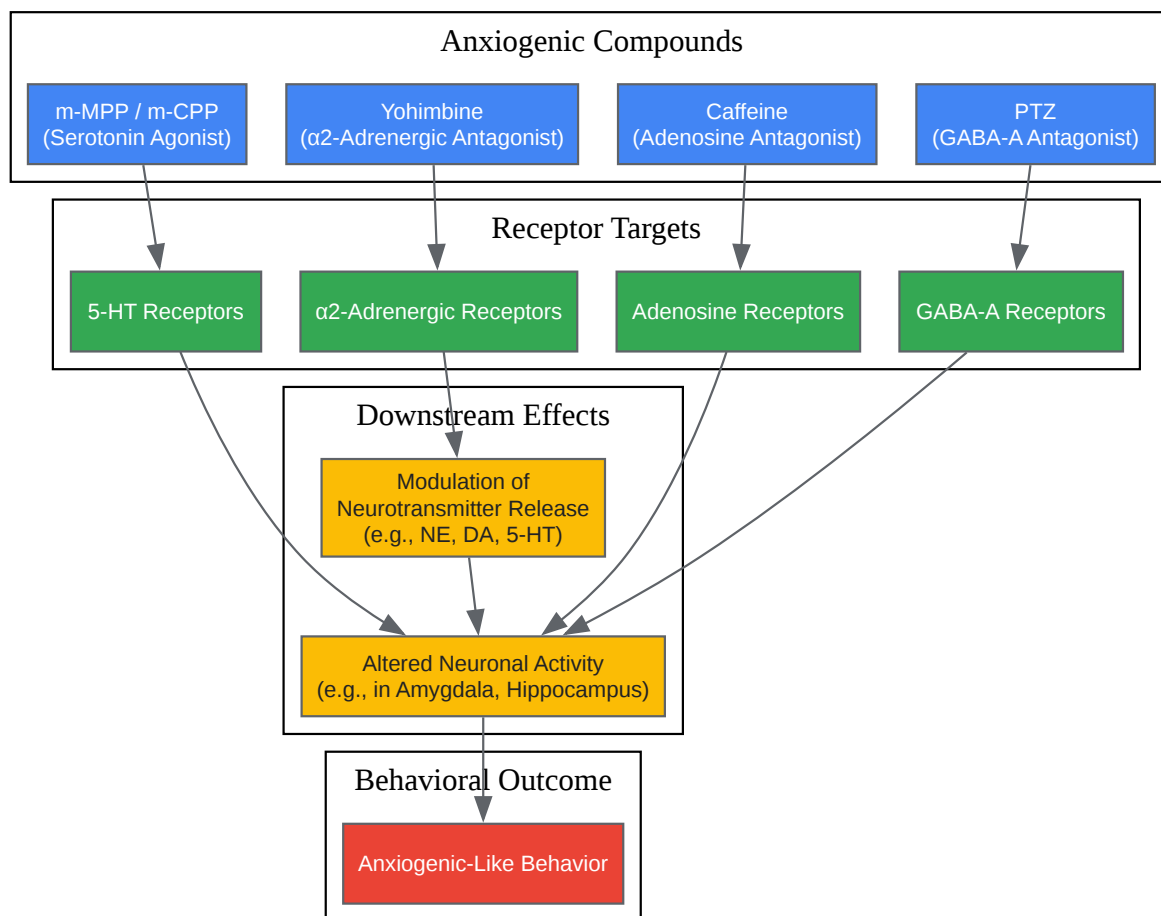 Anxiogenic Compounds
m-MPP / m-CPP
(Serotonin Agonist)
Yohimbine
(α2-Adrenergic Antagonist)
Caffeine
(Adenosine Antagonist)
PTZ
(GABA-A Antagonist)
Receptor Targets
5-HT Receptors
α2-Adrenergic Receptors
Adenosine Receptors
GABA-A Receptors
Downstream Effects
Modulation of
Neurotransmitter Release
(e.g., NE, DA, 5-HT)
Altered Neuronal Activity
(e.g., in Amygdala, Hippocampus)
Behavioral Outcome
Anxiogenic-Like Behavior